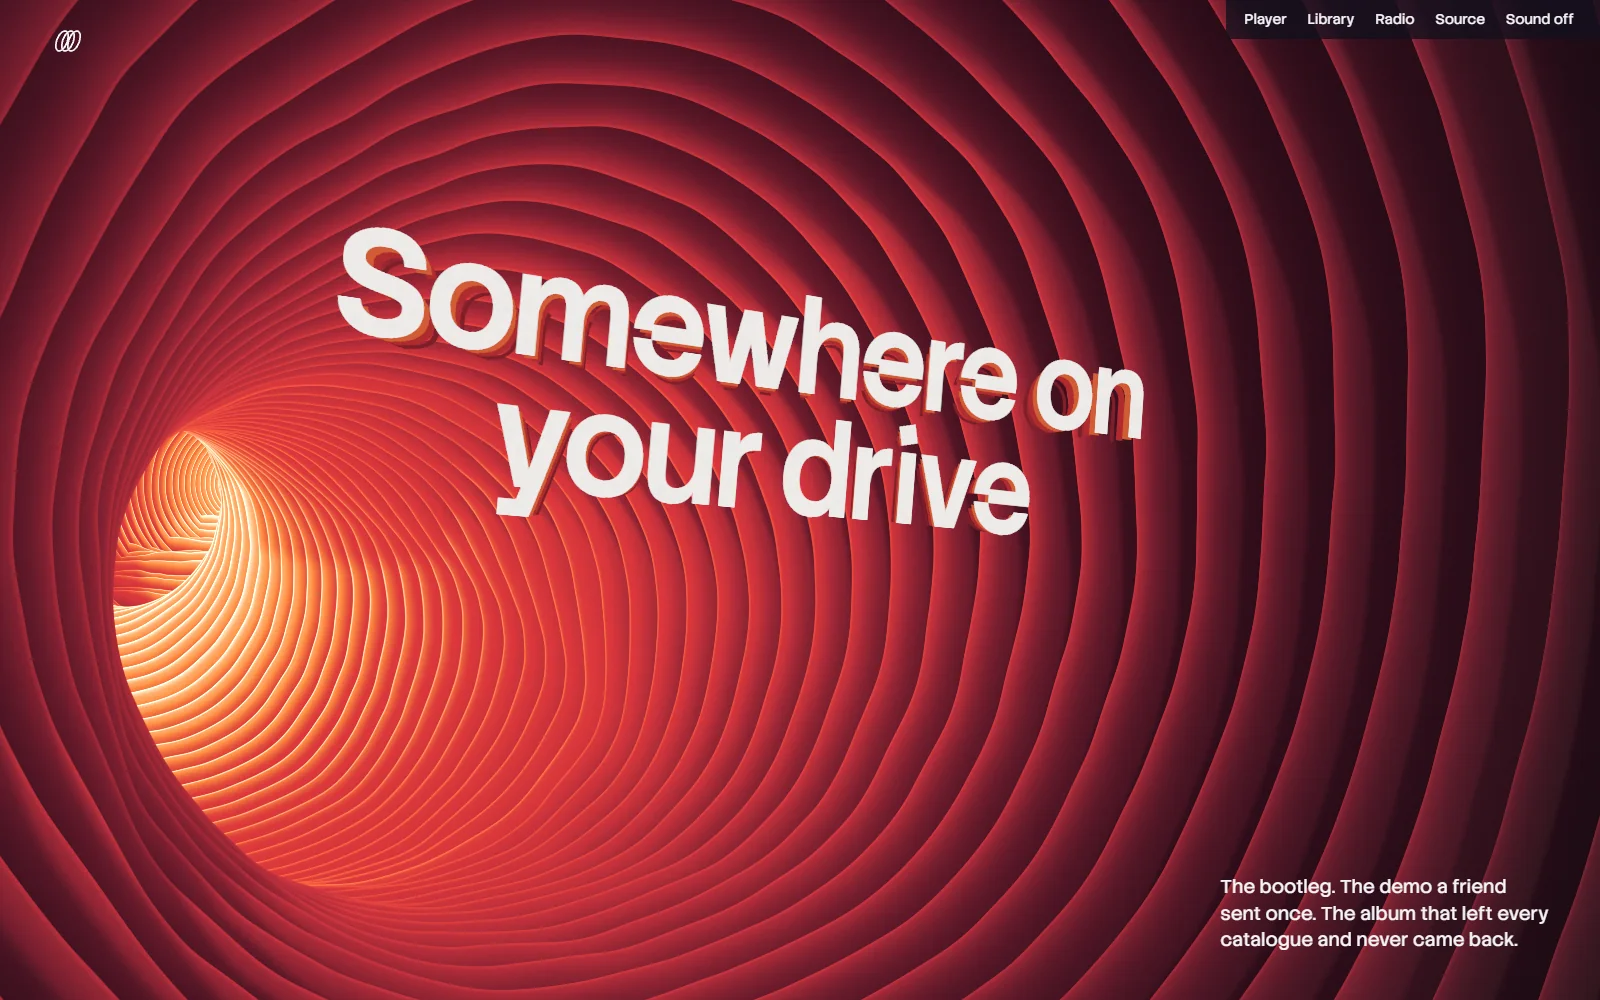 Player Library Radio Source Sound off
Somewhere on
your drive
The bootleg. The demo a friend
sent once. The album that left every
catalogue and never came back.